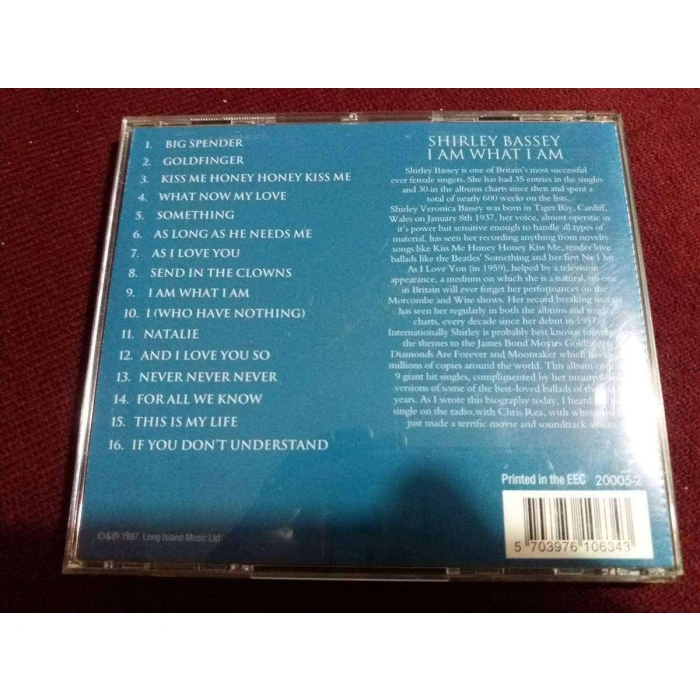 1. BIG SPENDER
2. GOLDFINGER
3. KISS ME HONEY HONEY KISS ME
4. WHAT NOW MY LOVE
5. SOMETHING
6. AS LONG AS HE NEEDS ME
7. AS I LOVE YOU
8. SEND IN THE CLOWNS
9. I AM WHAT I AM
10. I (WHO HAVE NOTHING)
11. NATALIE
12. AND I LOVE YOU SO
13. NEVER NEVER NEVER
14. FOR ALL WE KNOW
15. THIS IS MY LIFE
16. IF YOU DON'T UNDERSTAND
©&℗ 1997, Long Island Music Ltd.
SHIRLEY BASSEY
I AM WHAT I AM
Shirley Bassey is one of Britain's most successful
ever female singers. She has had 35 entries in the singles
and 30 in the albums charts since then and spent a
total of nearly 600 weeks on the lists..
Shirley Veronica Bassey was born in Tiger Bay, Cardiff,
Wales on January 8th 1937, her voice, almost operatic in
it's power but sensitive enough to handle all types of
material, has seen her recording anything from novelty
songs like Kiss Me Honey Honey Kiss Me, tender love
ballads like the Beatles' Something and her first Nr 1 hit
As I Love You (in 1959), helped by a television
appearance, a medium on which she is a natural, no one
in Britain will ever forget her performances on the
Morcombe and Wise shows. Her record breaking
has seen her regularly in both the albums and
charts, every decade since her debut in 1957.
Internationally Shirley is probably best known for
the themes to the James Bond Movies Goldfinger
Diamonds Are Forever and Moonraker which have
millions of copies around the world. This album
9 giant hit singles, complimented by her
versions of some of the best-loved ballads of the
years. As I wrote this biography today, I heard
single on the radio, with Chris Rea, with whom
just made a terrific movie and soundtrack album
Printed in the EEC 20005-2
5 703976 106343